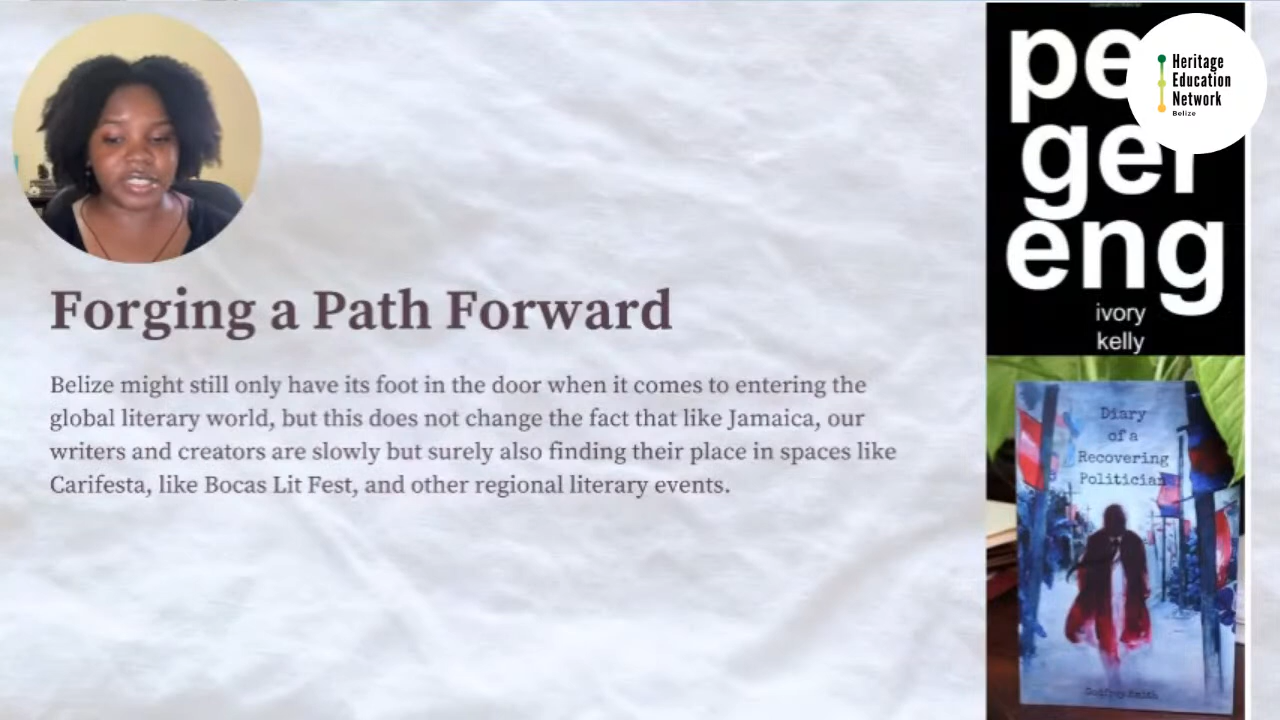 Forging a Path Forward
Belize might still only have its foot in the door when it comes to entering the
global literary world, but this does not change the fact that like Jamaica, our
writers and creators are slowly but surely also finding their place in spaces like
Carifesta, like Bocas Lit Fest, and other regional literary events.
ger
eng
ivory
kelly
Heritage
Education
Network
Belize
Diary
of a
Recovering
Politician
Godfrey Smith